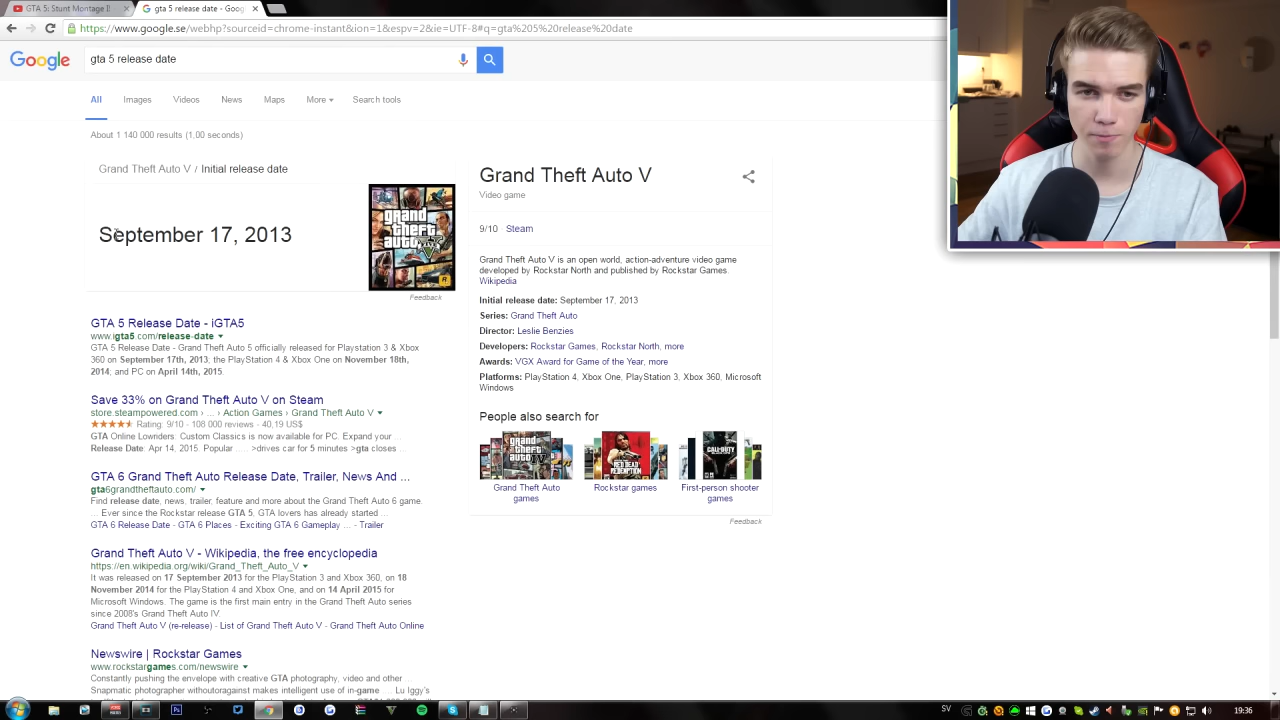 GTA 5: Stunt Montage
gta 5 release date - Google
https://www.google.se/webhp?sourceid=chrome-instant&ion=1&espv=2&ie=UTF-8#q=gta%205%20release%20date
Google
gta 5 release date
All Images Videos News Maps More Search tools
About 1 140 000 results (1,00 seconds)
Grand Theft Auto V / Initial release date
September 17, 2013
grand theft auto V
Feedback
GTA 5 Release Date - iGTA5
www.igta5.com/release-date
GTA 5 Release Date - Grand Theft Auto 5 officially released for Playstation 3 & Xbox
360 on September 17th, 2013, the PlayStation 4 & Xbox One on November 18th,
2014, and PC on April 14th, 2015.
Save 33% on Grand Theft Auto V on Steam
store.steampowered.com › ... › Action Games › Grand Theft Auto V
Rating: 9/10 - 108 000 reviews - 40,19 US$
GTA Online Lowriders: Custom Classics is now available for PC. Expand your ...
Release Date: Apr 14, 2015. Popular ..... >drives car for 5 minutes >gta closes ...
GTA 6 Grand Theft Auto Release Date, Trailer, News And ...
gta6grandtheftauto.com/
Find release date, news, trailer, feature and more about the Grand Theft Auto 6 game.
... Ever since the Rockstar release GTA 5, GTA lovers has already started ...
GTA 6 Release Date - GTA 6 Places - Exciting GTA 6 Gameplay ... - Trailer
Grand Theft Auto V - Wikipedia, the free encyclopedia
https://en.wikipedia.org/wiki/Grand_Theft_Auto_V
It was released on 17 September 2013 for the PlayStation 3 and Xbox 360, on 18
November 2014 for the PlayStation 4 and Xbox One, and on 14 April 2015 for
Microsoft Windows. The game is the first main entry in the Grand Theft Auto series
since 2008's Grand Theft Auto IV.
Grand Theft Auto V (re-release) - List of Grand Theft Auto V - Grand Theft Auto Online
Newswire | Rockstar Games
www.rockstargames.com/newswire
Constantly pushing the envelope with creative GTA photography, video and other ...
Snapmatic photographer withoutoragainst makes intelligent use of in-game ... Lu Iggy's
Grand Theft Auto V
Video game
9/10 Steam
Grand Theft Auto V is an open world, action-adventure video game
developed by Rockstar North and published by Rockstar Games.
Wikipedia
Initial release date: September 17, 2013
Series: Grand Theft Auto
Director: Leslie Benzies
Developers: Rockstar Games, Rockstar North, more
Awards: VGX Award for Game of the Year, more
Platforms: PlayStation 4, Xbox One, PlayStation 3, Xbox 360, Microsoft
Windows
People also search for
Grand Theft Auto
games
Rockstar games
First-person shooter
games
Feedback
SV
19:36